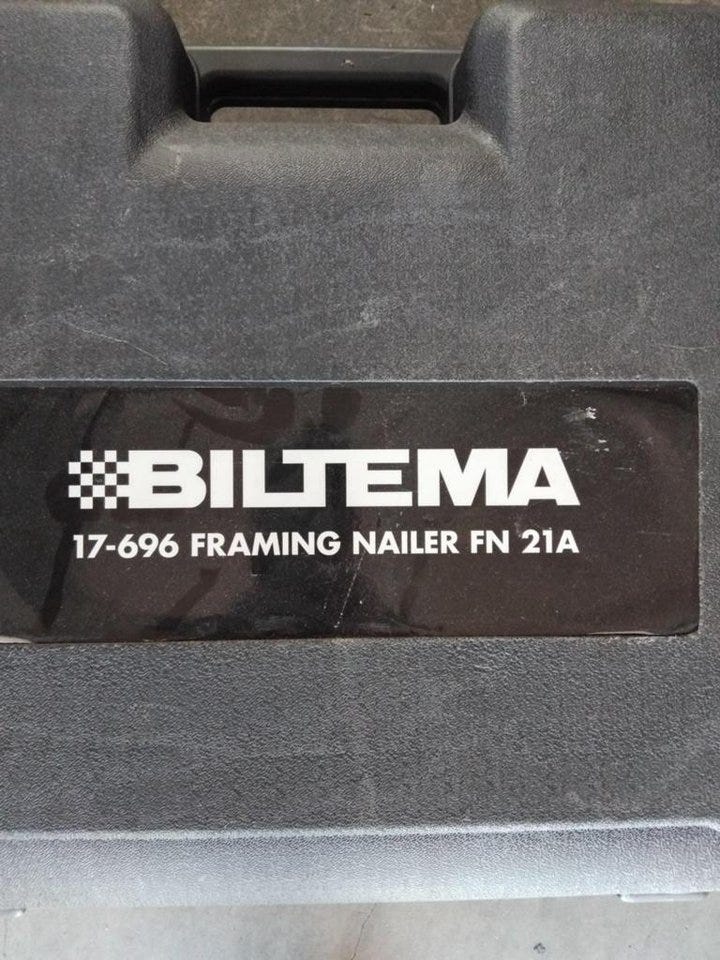 BILTEMA
17-696 FRAMING NAILER FN 21A